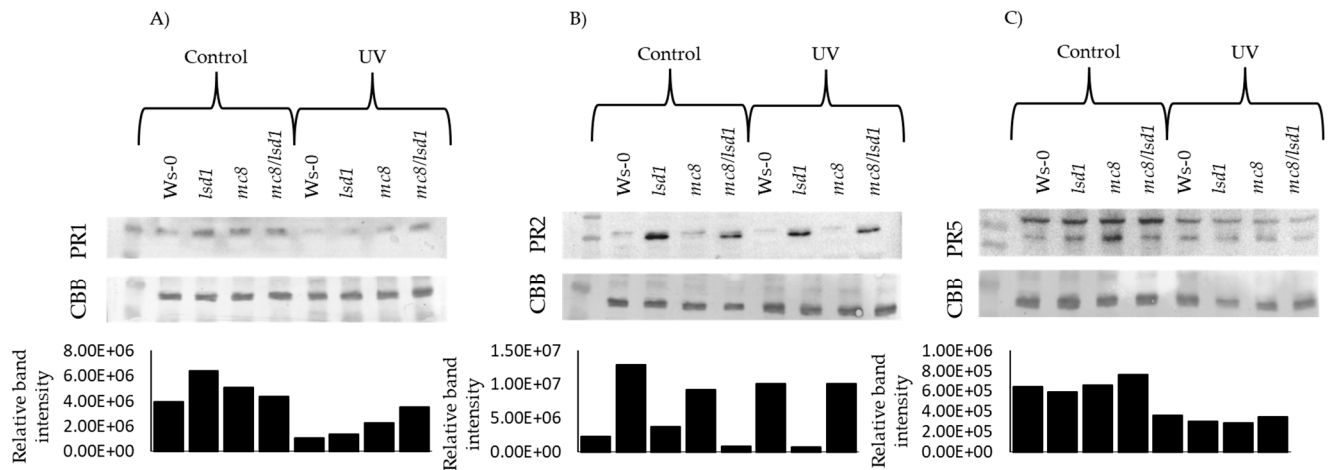 A)
Control UV
Ws-0 lsd1 mc8 mc8/lsd1 Ws-0 lsd1 mc8 mc8/lsd1
PR1
CBB
Relative band intensity
8.00E+06
6.00E+06
4.00E+06
2.00E+06
0.00E+00
B)
Control UV
Ws-0 lsd1 mc8 mc8/lsd1 Ws-0 lsd1 mc8 mc8/lsd1
PR2
CBB
Relative band intensity
1.50E+07
1.00E+07
5.00E+06
0.00E+00
C)
Control UV
Ws-0 lsd1 mc8 mc8/lsd1 Ws-0 lsd1 mc8 mc8/lsd1
PR5
CBB
Relative band intensity
1.00E+06
8.00E+05
6.00E+05
4.00E+05
2.00E+05
0.00E+00